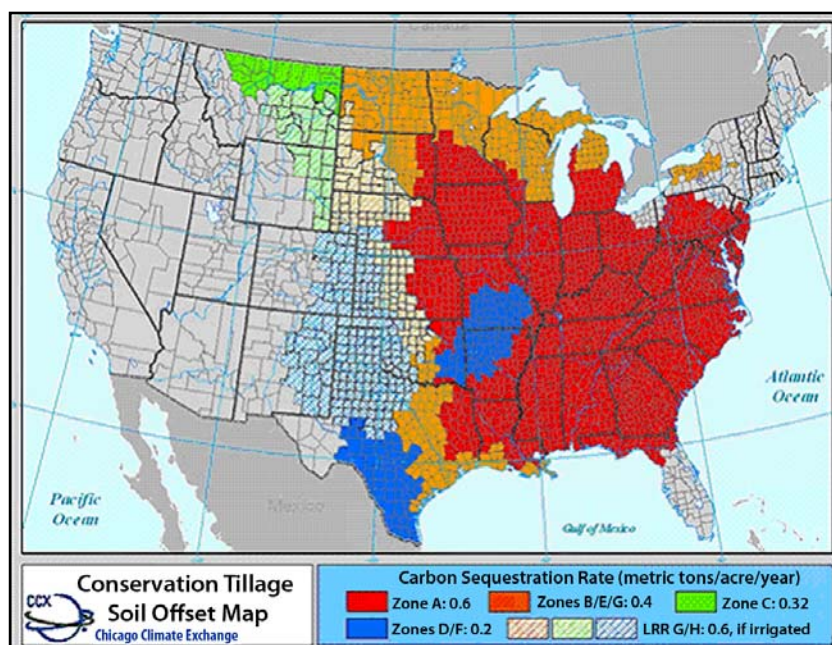 Canada
Atlantic
Ocean
Pacific
Ocean
Mexico
Gulf of Mexico
CCX
Conservation Tillage
Soil Offset Map
Chicago Climate Exchange
Carbon Sequestration Rate (metric tons/acre/year)
Zone A: 0.6 Zones B/E/G: 0.4 Zone C: 0.32
Zones D/F: 0.2 LRR G/H: 0.6, if irrigated